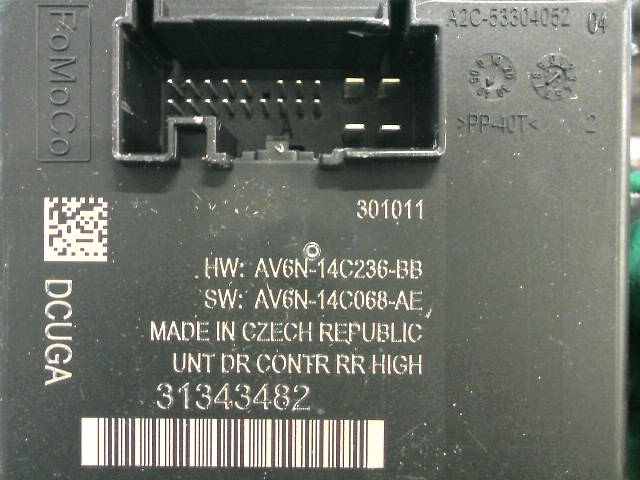 FoMoCo
A2C-53304052 04
>PP-40T<
2
301011
HW: AV6N-14C236-BB
SW: AV6N-14C068-AE
MADE IN CZECH REPUBLIC
UNT DR CONTR RR HIGH
31343482
DCUGA